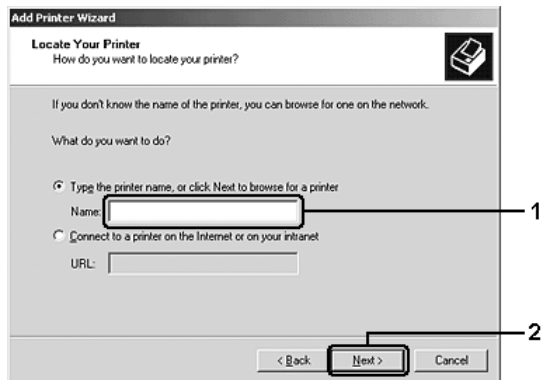 Add Printer Wizard
Locate Your Printer
How do you want to locate your printer?
If you don't know the name of the printer, you can browse for one on the network.
What do you want to do?
Type the printer name, or click Next to browse for a printer
Name:
1
Connect to a printer on the Internet or on your intranet
URL:
2
< Back Next > Cancel